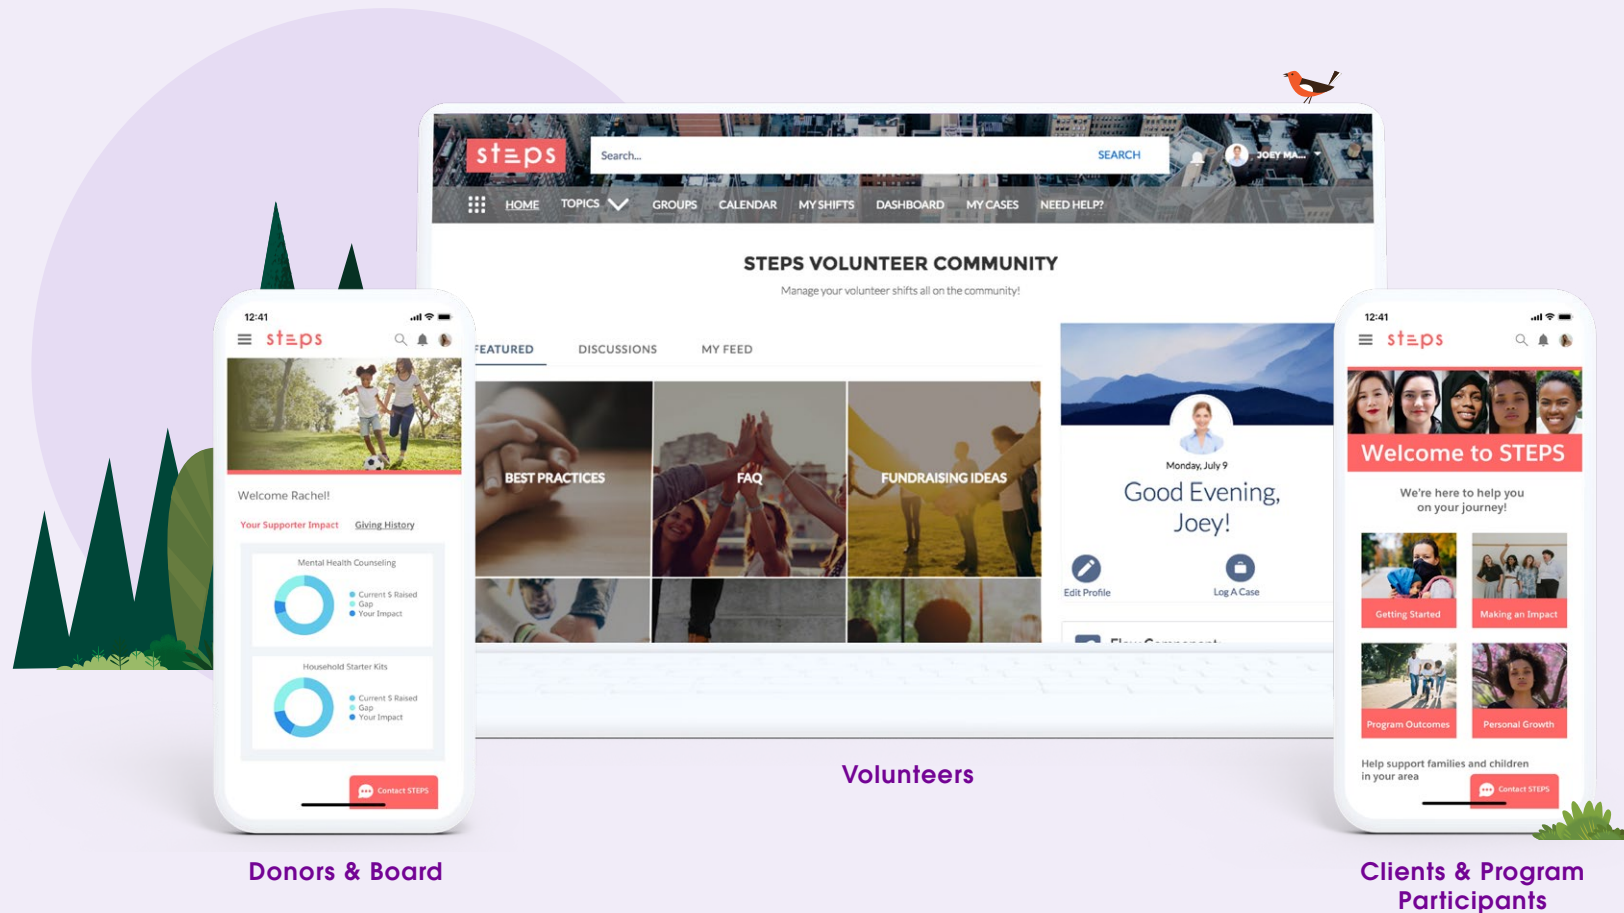 steps
Search...
SEARCH
JOEY MA...
HOME
TOPICS
GROUPS
CALENDAR
MY SHIFTS
DASHBOARD
MY CASES
NEED HELP?
STEPS VOLUNTEER COMMUNITY
Manage your volunteer shifts all on the community!
FEATURED
DISCUSSIONS
MY FEED
BEST PRACTICES
FAQ
FUNDRAISING IDEAS
Monday, July 9
Good Evening,
Joey!
Edit Profile
Log A Case
Volunteers
12:41
steps
Welcome Rachel!
Your Supporter Impact
Giving History
Mental Health Counseling
Current $ Raised
Gap
Your Impact
Household Starter Kits
Current $ Raised
Gap
Your Impact
Contact STEPS
Donors & Board
12:41
steps
Welcome to STEPS
We're here to help you
on your journey!
Getting Started
Making an Impact
Program Outcomes
Personal Growth
Help support families and children
in your area
Contact STEPS
Clients & Program
Participants